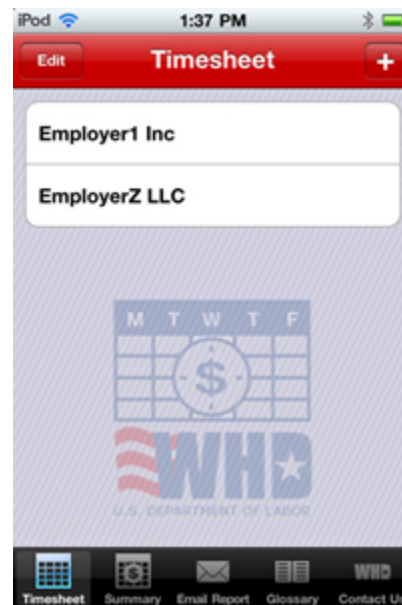 iPod 1:37 PM
Edit Timesheet +
Employer1 Inc
EmployerZ LLC
M T W T F
$
WHD
U.S. DEPARTMENT OF LABOR
WHD
Timesheet Summary Email Report Glossary Contact Us